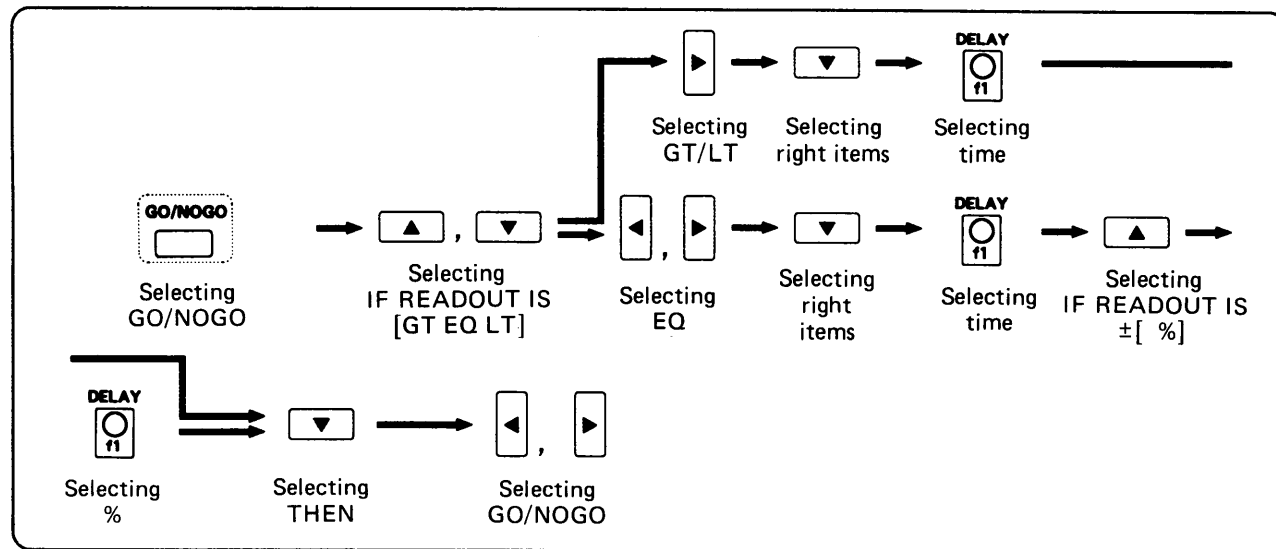 DELAY
f1
Selecting
GT/LT
Selecting
right items
Selecting
time
GO/NOGO
Selecting
GO/NOGO
,
Selecting
IF READOUT IS
[GT EQ LT]
,
Selecting
EQ
Selecting
right
items
DELAY
f1
Selecting
time
Selecting
IF READOUT IS
±[ %]
DELAY
f1
Selecting
%
Selecting
THEN
,
Selecting
GO/NOGO